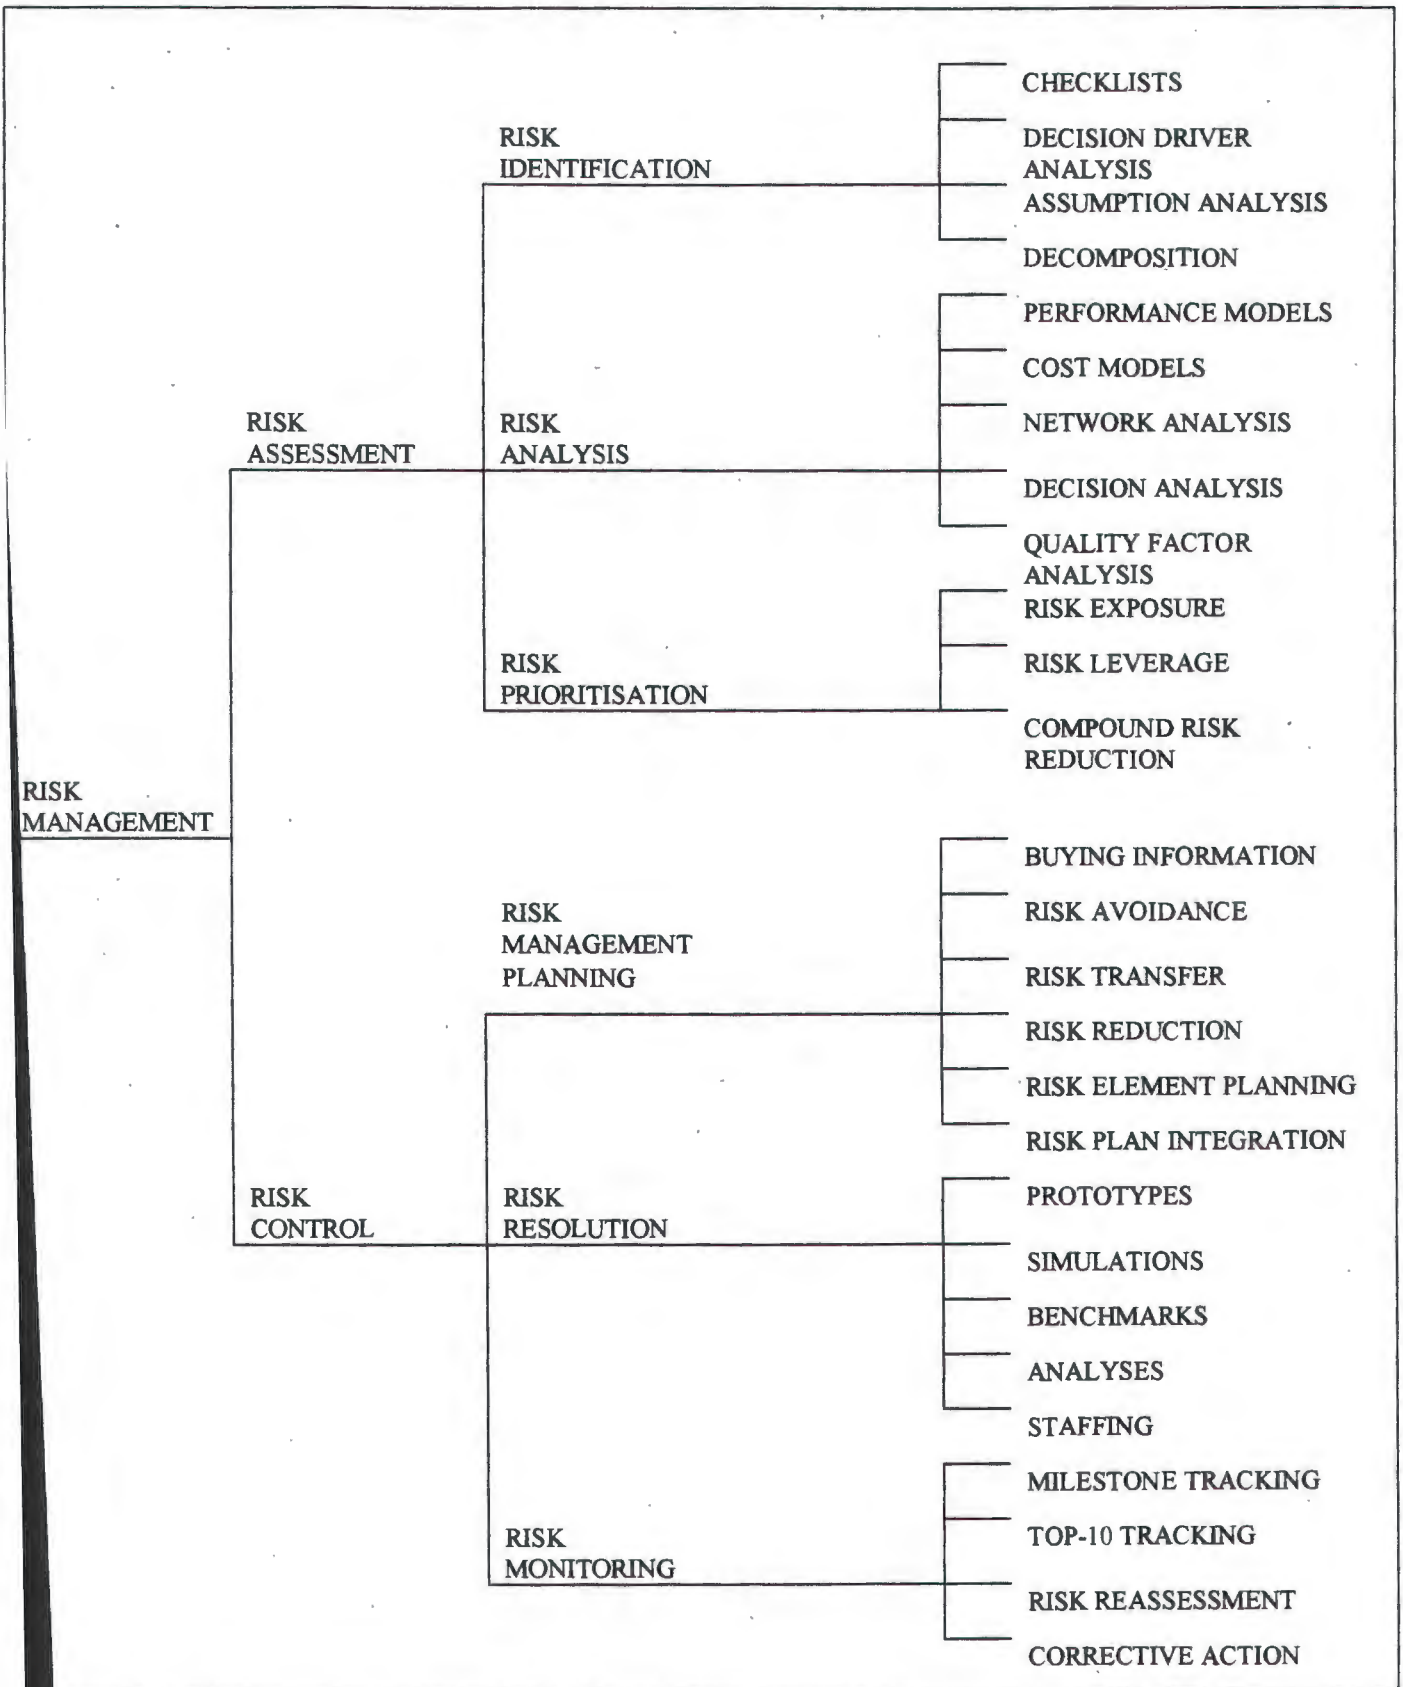 RISK
MANAGEMENT
RISK
ASSESSMENT
RISK
IDENTIFICATION
CHECKLISTS
DECISION DRIVER
ANALYSIS
ASSUMPTION ANALYSIS
DECOMPOSITION
RISK
ANALYSIS
PERFORMANCE MODELS
COST MODELS
NETWORK ANALYSIS
DECISION ANALYSIS
QUALITY FACTOR
ANALYSIS
RISK
PRIORITISATION
RISK EXPOSURE
RISK LEVERAGE
COMPOUND RISK
REDUCTION
RISK
CONTROL
RISK
MANAGEMENT
PLANNING
BUYING INFORMATION
RISK AVOIDANCE
RISK TRANSFER
RISK REDUCTION
RISK ELEMENT PLANNING
RISK PLAN INTEGRATION
RISK
RESOLUTION
PROTOTYPES
SIMULATIONS
BENCHMARKS
ANALYSES
STAFFING
RISK
MONITORING
MILESTONE TRACKING
TOP-10 TRACKING
RISK REASSESSMENT
CORRECTIVE ACTION